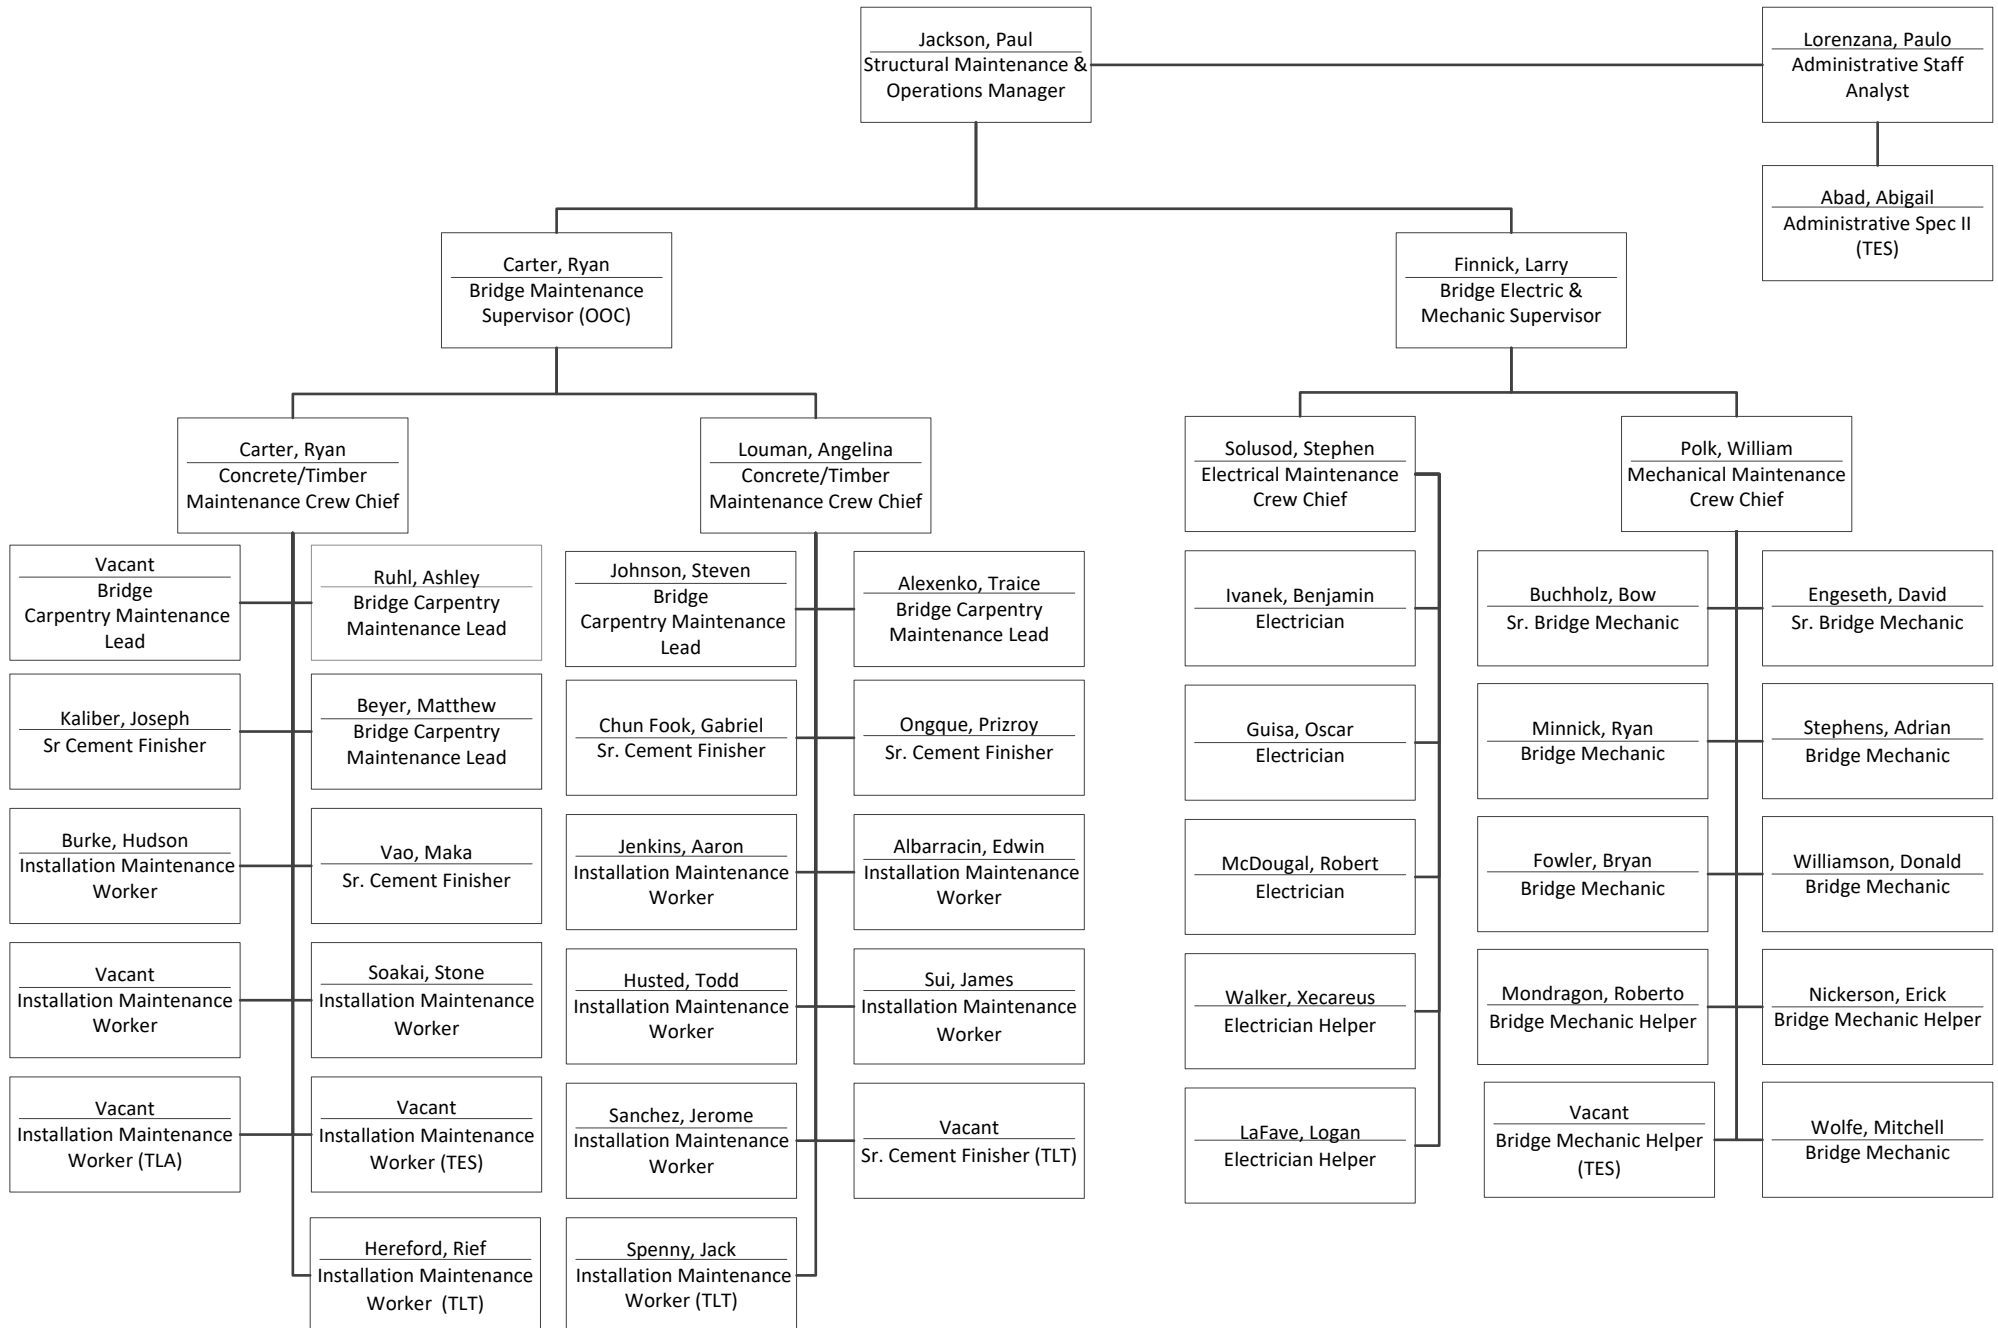 Jackson, Paul
Structural Maintenance &
Operations Manager
Lorenzana, Paulo
Administrative Staff
Analyst
Abad, Abigail
Administrative Spec II
(TES)
Carter, Ryan
Bridge Maintenance
Supervisor (OOC)
Finnick, Larry
Bridge Electric &
Mechanic Supervisor
Carter, Ryan
Concrete/Timber
Maintenance Crew Chief
Louman, Angelina
Concrete/Timber
Maintenance Crew Chief
Solusod, Stephen
Electrical Maintenance
Crew Chief
Polk, William
Mechanical Maintenance
Crew Chief
Vacant
Bridge
Carpentry Maintenance
Lead
Ruhl, Ashley
Bridge Carpentry
Maintenance Lead
Kaliber, Joseph
Sr Cement Finisher
Beyer, Matthew
Bridge Carpentry
Maintenance Lead
Burke, Hudson
Installation Maintenance
Worker
Vao, Maka
Sr. Cement Finisher
Vacant
Installation Maintenance
Worker
Soakai, Stone
Installation Maintenance
Worker
Vacant
Installation Maintenance
Worker (TLA)
Vacant
Installation Maintenance
Worker (TES)
Hereford, Rief
Installation Maintenance
Worker (TLT)
Johnson, Steven
Bridge
Carpentry Maintenance
Lead
Alexenko, Traice
Bridge Carpentry
Maintenance Lead
Chun Fook, Gabriel
Sr. Cement Finisher
Ongque, Prizroy
Sr. Cement Finisher
Jenkins, Aaron
Installation Maintenance
Worker
Albarracin, Edwin
Installation Maintenance
Worker
Husted, Todd
Installation Maintenance
Worker
Sui, James
Installation Maintenance
Worker
Sanchez, Jerome
Installation Maintenance
Worker
Vacant
Sr. Cement Finisher (TLT)
Spenny, Jack
Installation Maintenance
Worker (TLT)
Ivanek, Benjamin
Electrician
Guisa, Oscar
Electrician
McDougal, Robert
Electrician
Walker, Xecareus
Electrician Helper
LaFave, Logan
Electrician Helper
Buchholz, Bow
Sr. Bridge Mechanic
Engeseth, David
Sr. Bridge Mechanic
Minnick, Ryan
Bridge Mechanic
Stephens, Adrian
Bridge Mechanic
Fowler, Bryan
Bridge Mechanic
Williamson, Donald
Bridge Mechanic
Mondragon, Roberto
Bridge Mechanic Helper
Nickerson, Erick
Bridge Mechanic Helper
Vacant
Bridge Mechanic Helper
(TES)
Wolfe, Mitchell
Bridge Mechanic